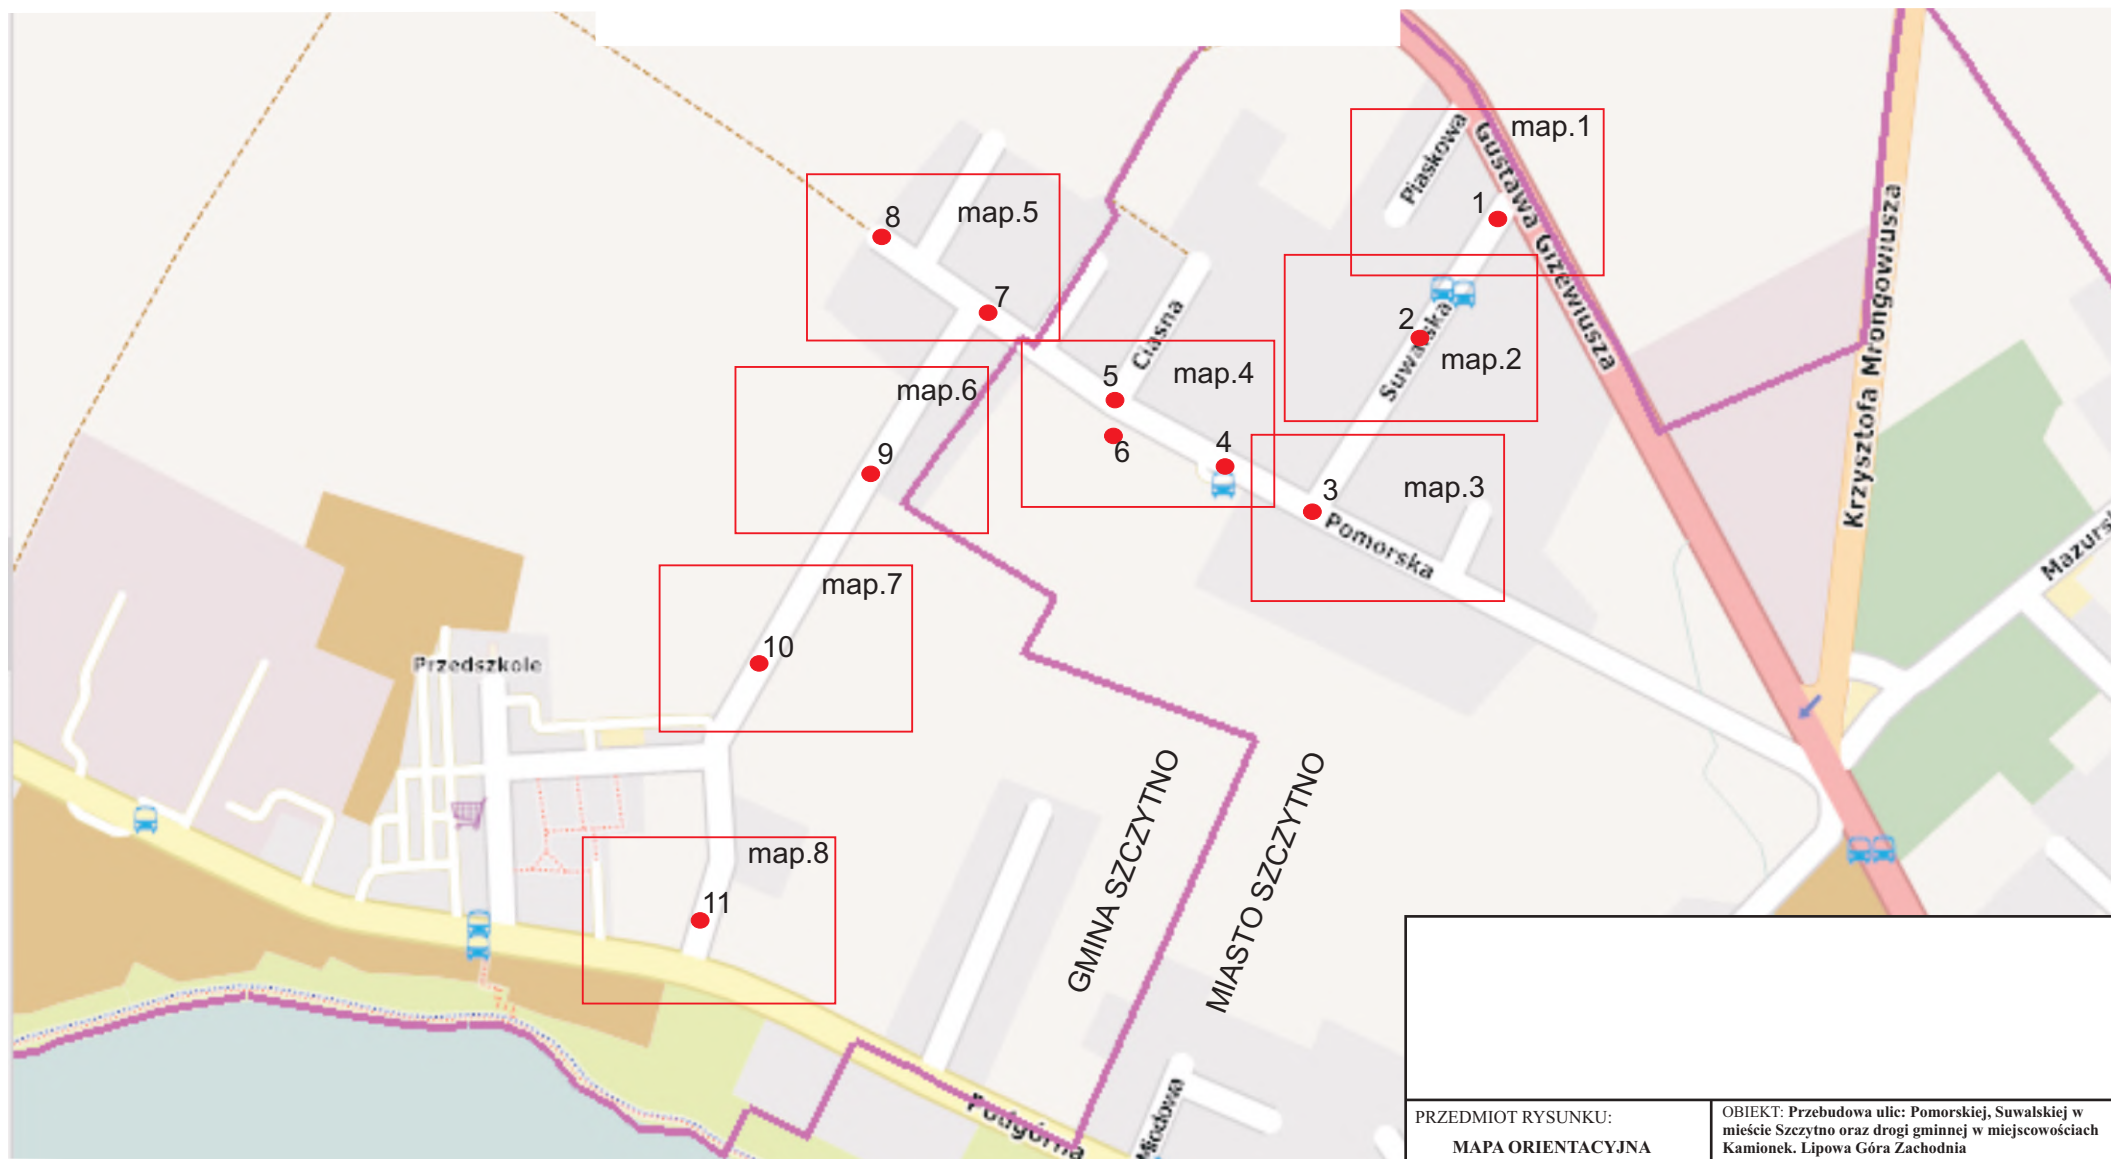 map.1
Piaskowa
Gustawa Gizewiusza
1
map.5
8
Krzysztofa Mrongowiusza
7
2
Suwalska
map.2
Ciasna
map.4
5
map.6
6
4
9
map.3
3
Pomorska
map.7
10
Przedszkole
GMINA SZCZYTNO
MIASTO SZCZYTNO
map.8
11
Podgórna
Miodowa
PRZEDMIOT RYSUNKU:
MAPA ORIENTACYJNA
OBIEKT: Przebudowa ulic: Pomorskiej, Suwalskiej w
mieście Szczytno oraz drogi gminnej w miejscowościach
Kamionek. Lipowa Góra Zachodnia